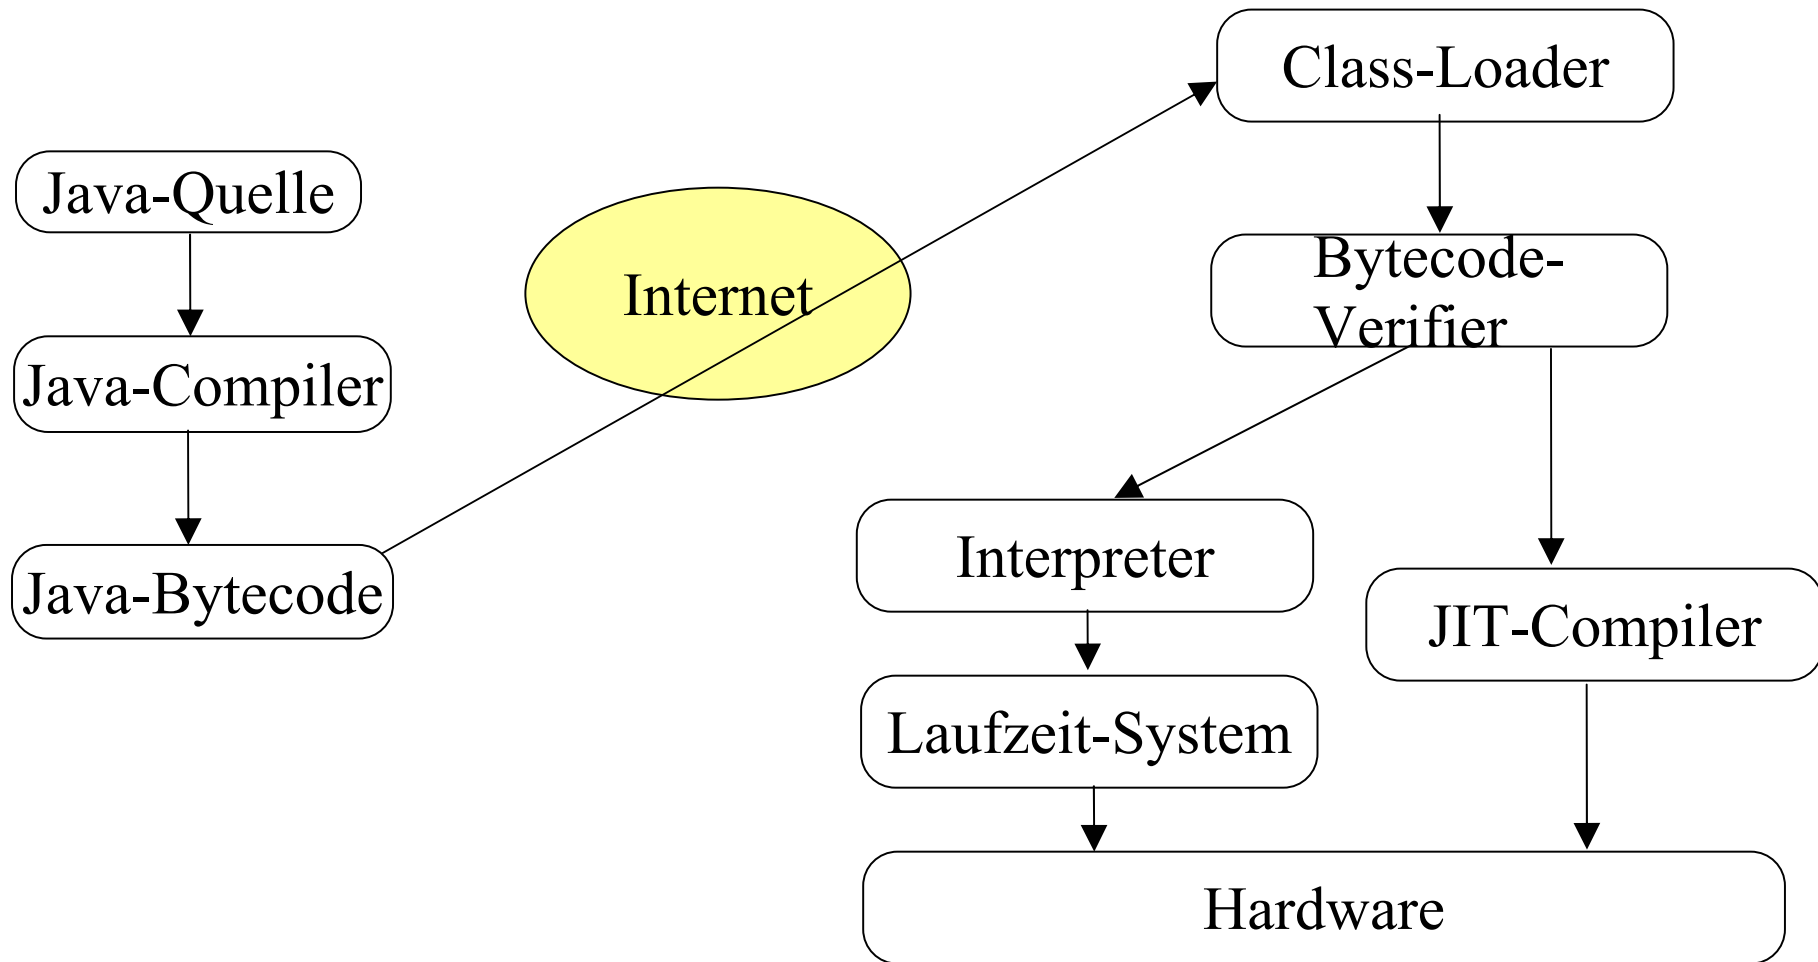 Java-Quelle
Java-Compiler
Java-Bytecode
Internet
Class-Loader
Bytecode-
Verifier
Interpreter
JIT-Compiler
Laufzeit-System
Hardware